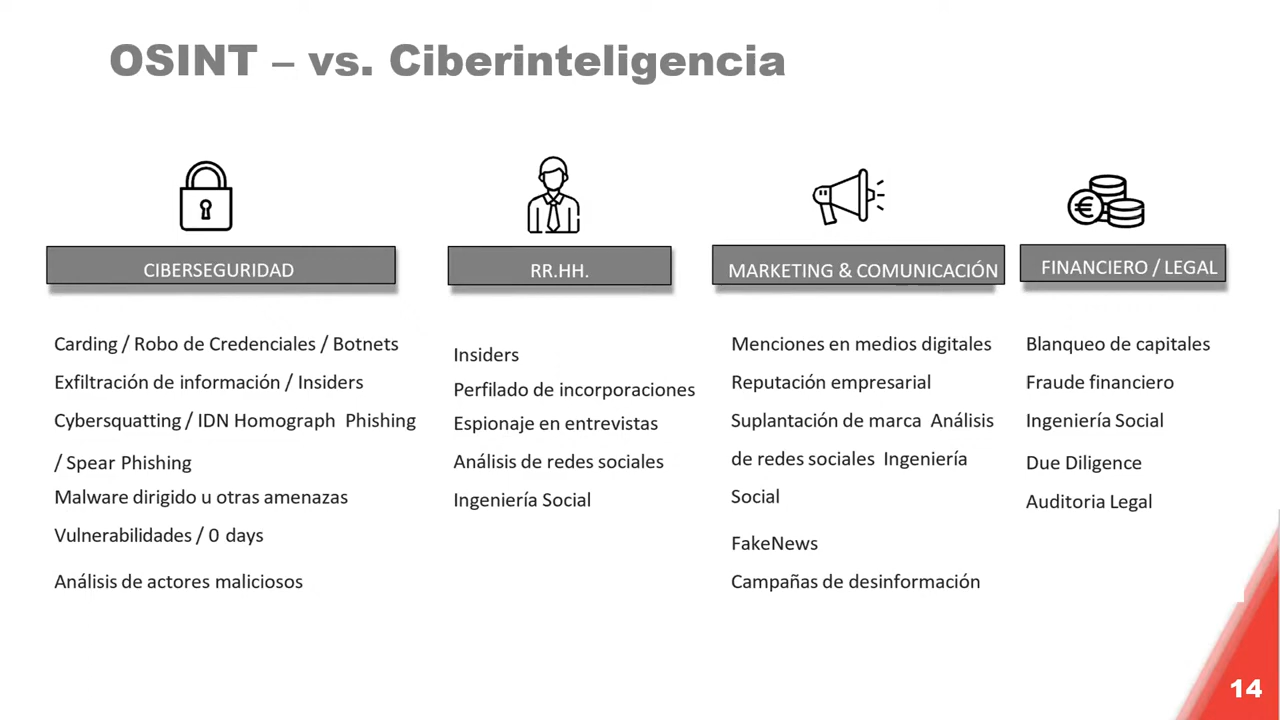 OSINT – vs. Ciberinteligencia
CIBERSEGURIDAD
Carding / Robo de Credenciales / Botnets
Exfiltración de información / Insiders
Cybersquatting / IDN Homograph Phishing
/ Spear Phishing
Malware dirigido u otras amenazas
Vulnerabilidades / 0 days
Análisis de actores maliciosos
RR.HH.
Insiders
Perfilado de incorporaciones
Espionaje en entrevistas
Análisis de redes sociales
Ingeniería Social
MARKETING & COMUNICACIÓN
Menciones en medios digitales
Reputación empresarial
Suplantación de marca Análisis
de redes sociales Ingeniería
Social
FakeNews
Campañas de desinformación
€
FINANCIERO / LEGAL
Blanqueo de capitales
Fraude financiero
Ingeniería Social
Due Diligence
Auditoria Legal
14